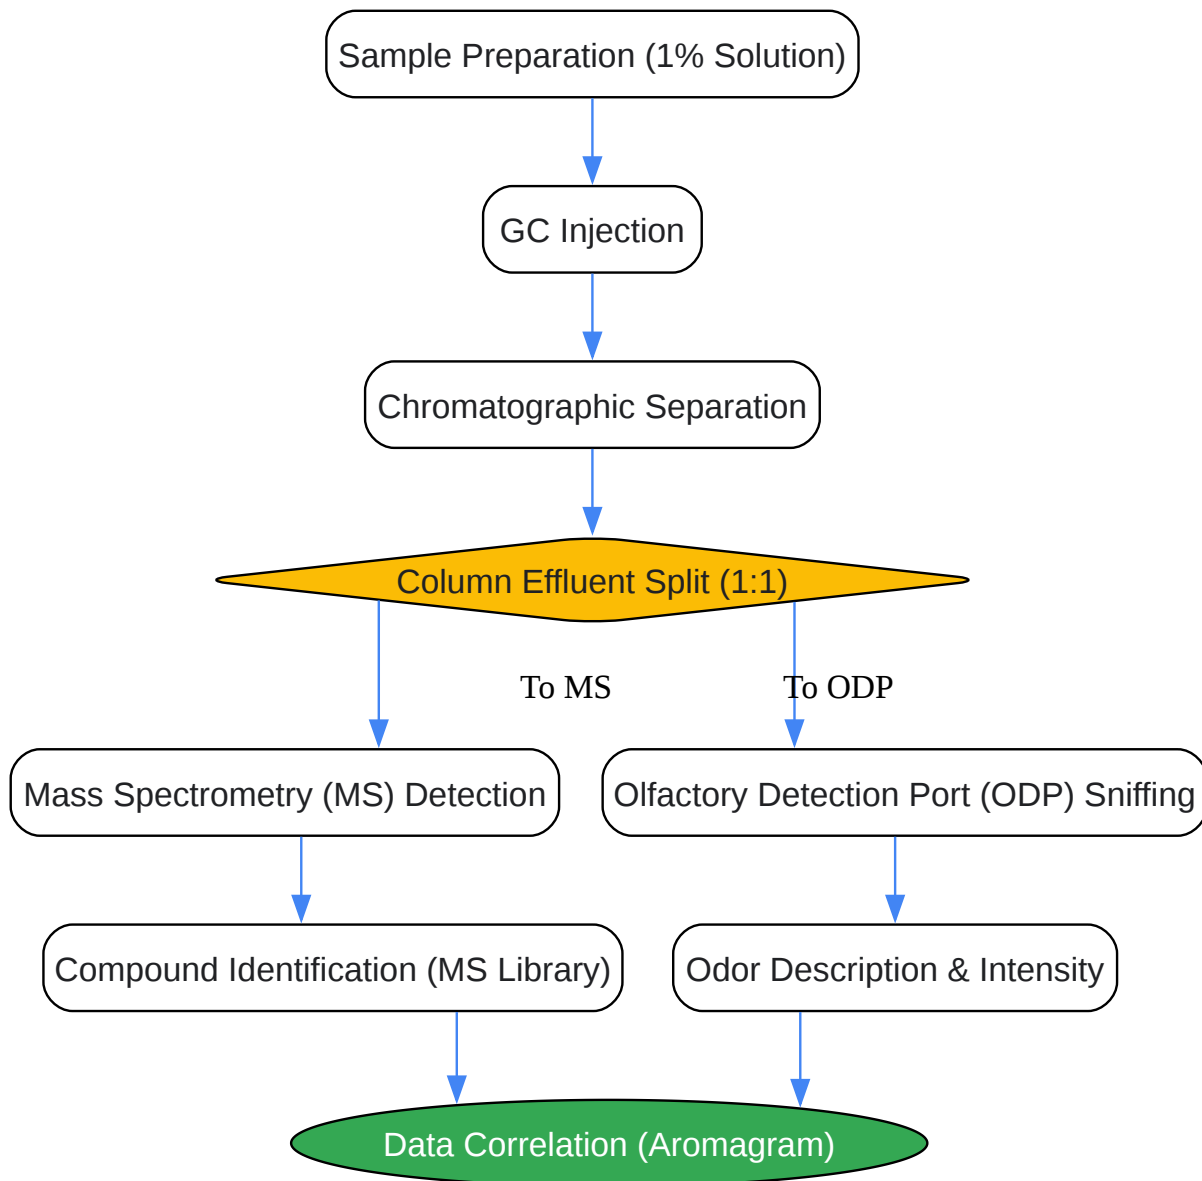 Sample Preparation (1% Solution)
GC Injection
Chromatographic Separation
Column Effluent Split (1:1)
To MS
To ODP
Mass Spectrometry (MS) Detection
Olfactory Detection Port (ODP) Sniffing
Compound Identification (MS Library)
Odor Description & Intensity
Data Correlation (Aromagram)